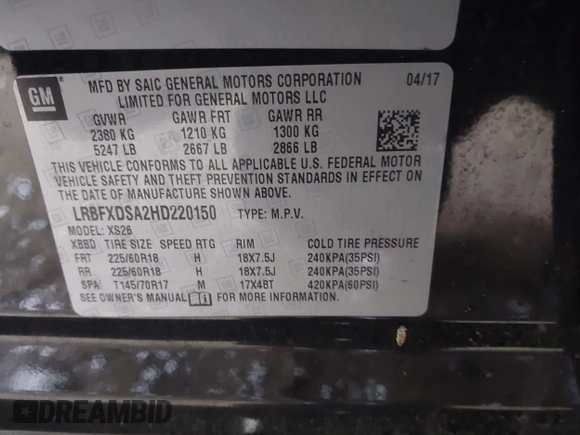 GM
MFD BY SAIC GENERAL MOTORS CORPORATION 04/17
LIMITED FOR GENERAL MOTORS LLC
GVWR GAWR FRT GAWR RR
2380 KG 1210 KG 1300 KG
5247 LB 2667 LB 2866 LB
THIS VEHICLE CONFORMS TO ALL APPLICABLE U.S. FEDERAL MOTOR
VEHICLE SAFETY AND THEFT PREVENTION STANDARDS IN EFFECT ON
THE DATE OF MANUFACTURE SHOWN ABOVE.
LRBFXDSA2HD220150 TYPE: M.P.V.
MODEL: XS26
XBBD TIRE SIZE SPEED RTG RIM COLD TIRE PRESSURE
FRT 225/60R18 H 18X7.5J 240KPA(35PSI)
RR 225/60R18 H 18X7.5J 240KPA(35PSI)
SPA T145/70R17 M 17X4BT 420KPA(60PSI)
SEE OWNER'S MANUAL FOR MORE INFORMATION.
DREAMBID